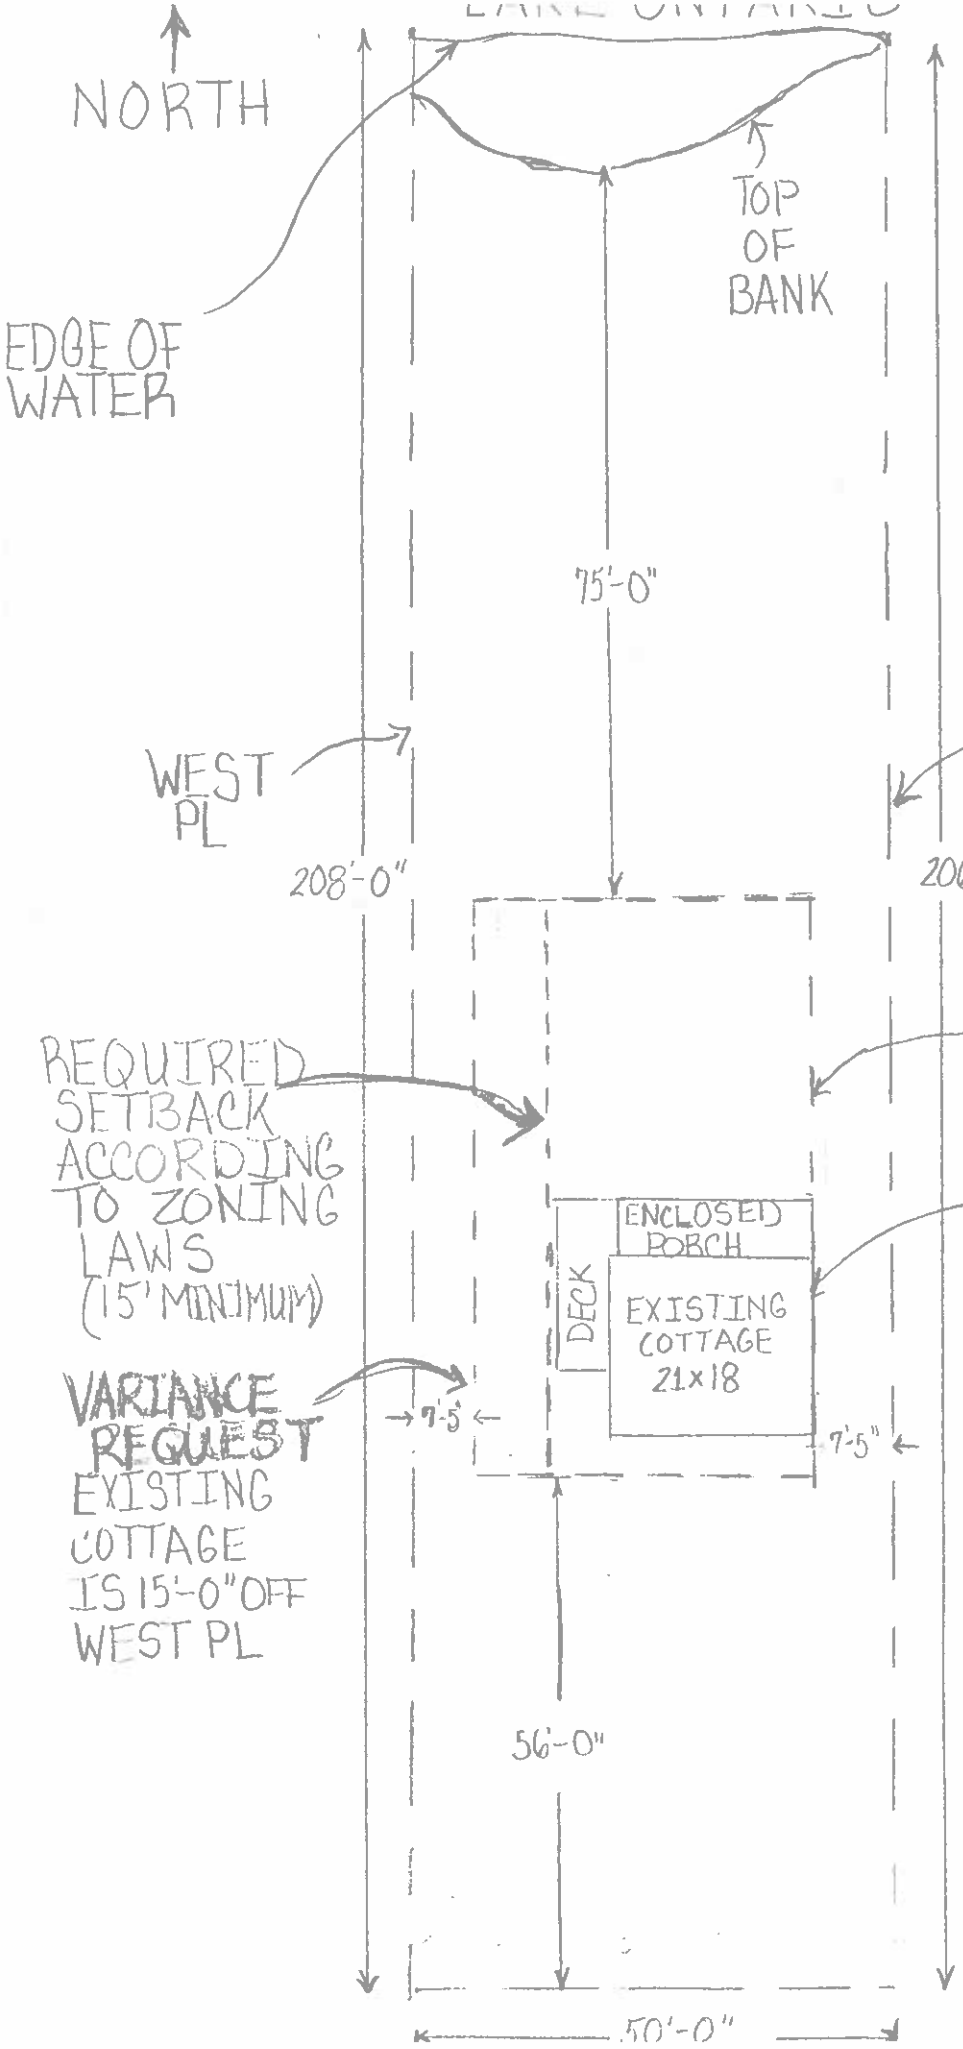 LAKE ONTARIO
NORTH
TOP
OF
BANK
EDGE OF
WATER
75'-0"
WEST
PL
208'-0"
REQUIRED
SETBACK
ACCORDING
TO ZONING
LAWS
(15' MINIMUM)
ENCLOSED
PORCH
DECK
EXISTING
COTTAGE
21x18
VARIANCE
REQUEST
EXISTING
COTTAGE
IS 15'-0" OFF
WEST PL
7'-5"
7'-5"
56'-0"
50'-0"